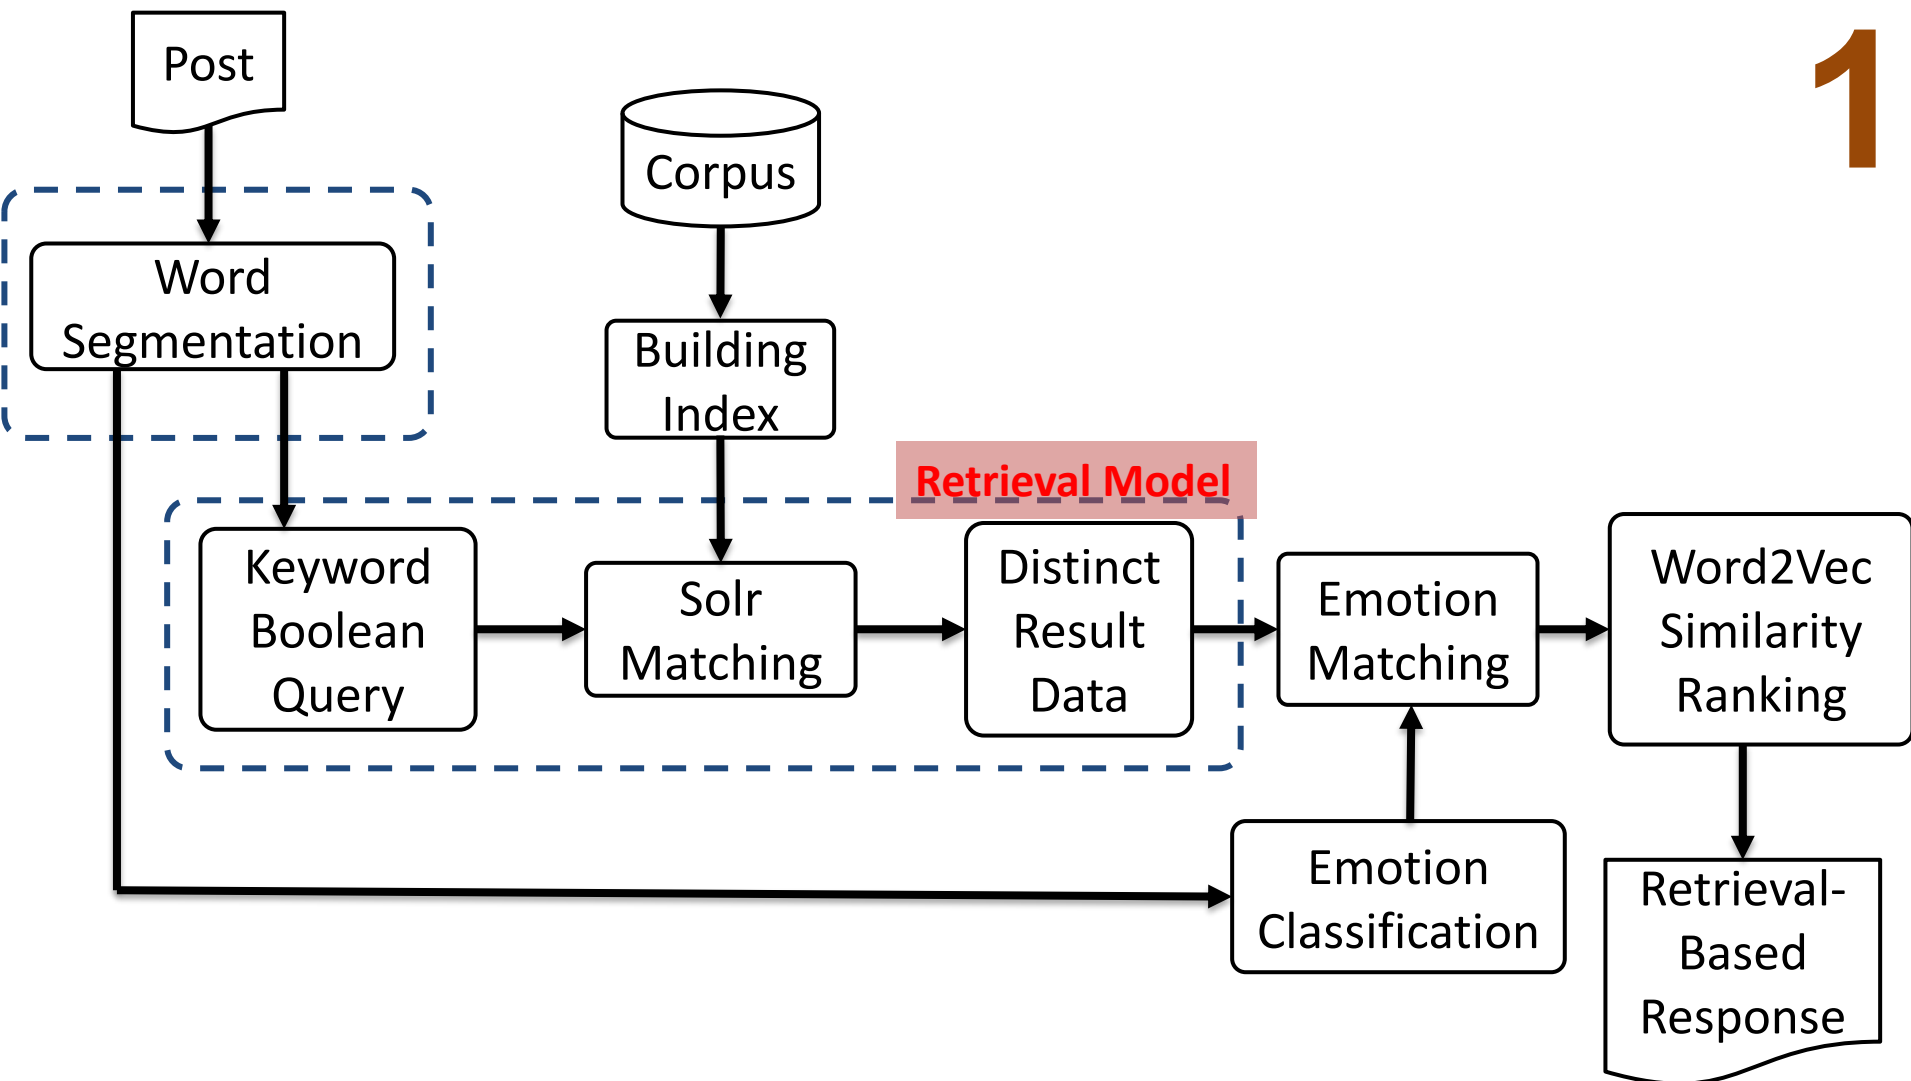 Post
1
Corpus
Word
Segmentation
Building
Index
Retrieval Model
Keyword
Boolean
Query
Solr
Matching
Distinct
Result
Data
Emotion
Matching
Word2Vec
Similarity
Ranking
Emotion
Classification
Retrieval-
Based
Response